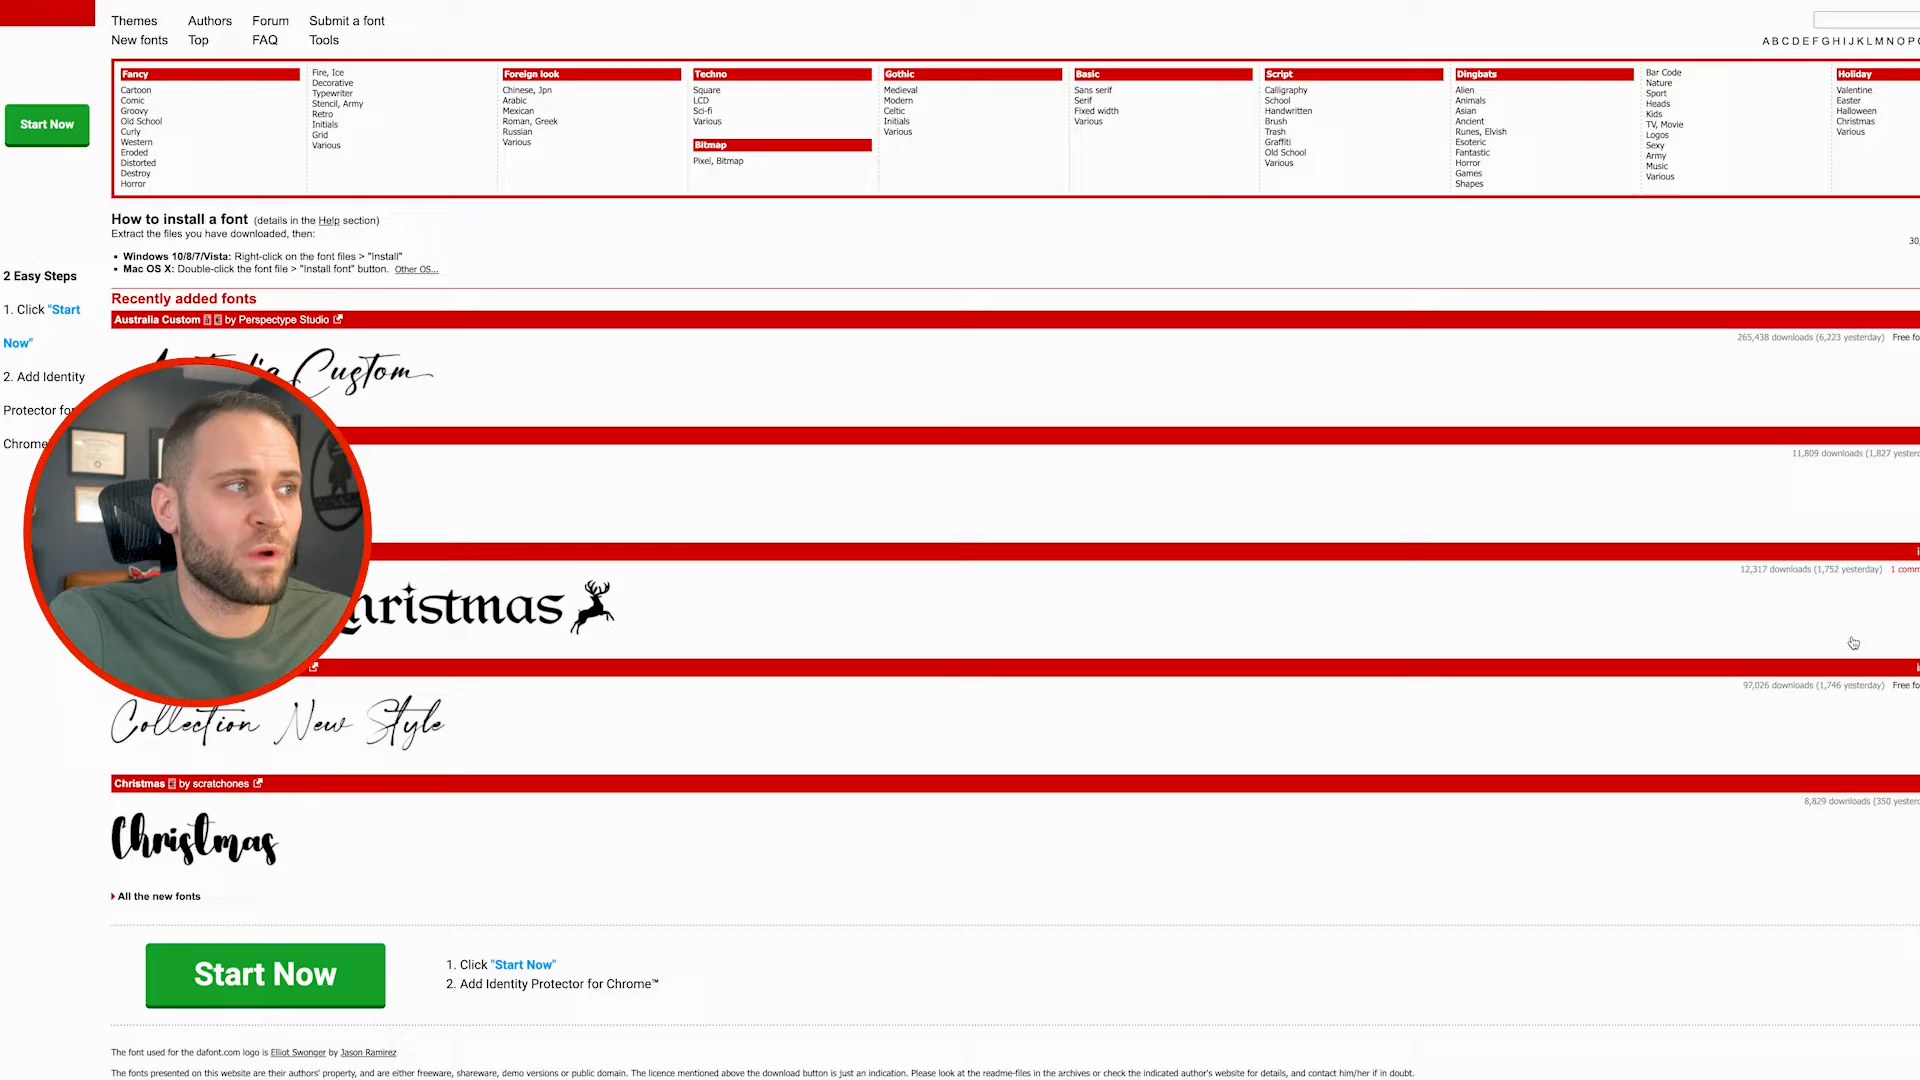 Themes Authors Forum Submit a font
New fonts Top FAQ Tools
A B C D E F G H I J K L M N O P
Start Now
2 Easy Steps
1. Click "Start
Now"
2. Add Identity
Protector for
Chrome
Fancy
Cartoon
Comic
Groovy
Old School
Curly
Western
Eroded
Distorted
Destroy
Horror
Fire, Ice
Decorative
Typewriter
Stencil, Army
Retro
Initials
Grid
Various
Foreign look
Chinese, Jpn
Arabic
Mexican
Roman, Greek
Russian
Various
Techno
Square
LCD
Sci-fi
Various
Bitmap
Pixel, Bitmap
Gothic
Medieval
Modern
Celtic
Initials
Various
Basic
Sans serif
Serif
Fixed width
Various
Script
Calligraphy
School
Handwritten
Brush
Trash
Graffiti
Old School
Various
Dingbats
Alien
Animals
Asian
Ancient
Runes, Elvish
Esoteric
Fantastic
Horror
Games
Shapes
Bar Code
Nature
Sport
Heads
Kids
TV, Movie
Logos
Sexy
Army
Music
Various
Holiday
Valentine
Easter
Halloween
Christmas
Various
How to install a font (details in the Help section)
Extract the files you have downloaded, then:
Windows 10/8/7/Vista: Right-click on the font files > "Install"
Mac OS X: Double-click the font file > "Install font" button. Other OS...
30,
Recently added fonts
Australia Custom à € by Perspectype Studio
265,438 downloads (6,223 yesterday) Free fo
Custom
11,809 downloads (1,827 yesterd
12,317 downloads (1,752 yesterday) 1 comm
hristmas
97,026 downloads (1,746 yesterday) Free fo
Collection New Style
Christmas € by scratchones
8,829 downloads (350 yesterd
Christmas
All the new fonts
Start Now
1. Click "Start Now"
2. Add Identity Protector for Chrome™
The font used for the dafont.com logo is Elliot Swonger by Jason Ramirez
The fonts presented on this website are their authors' property, and are either freeware, shareware, demo versions or public domain. The licence mentioned above the download button is just an indication. Please look at the readme-files in the archives or check the indicated author's website for details, and contact him/her if in doubt.